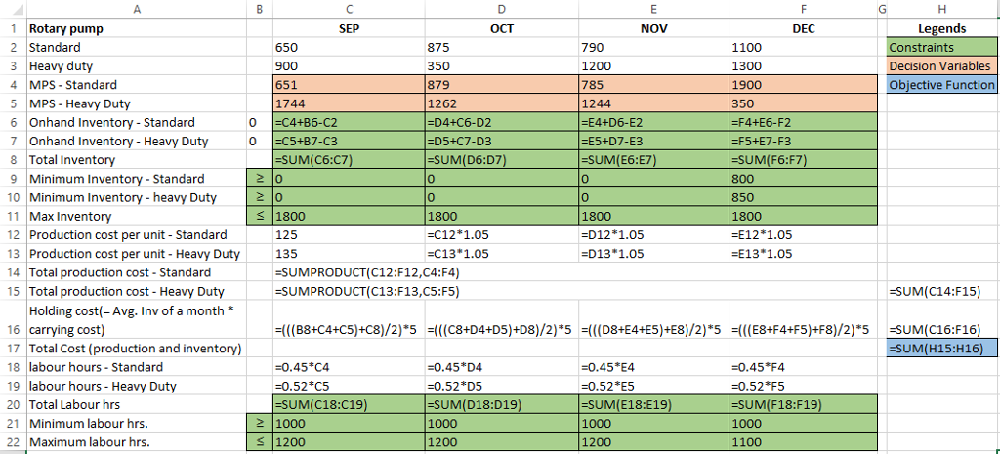 A B C D E F G H
1 Rotary pump SEP OCT NOV DEC Legends
2 Standard 650 875 790 1100 Constraints
3 Heavy duty 900 350 1200 1300 Decision Variables
4 MPS - Standard 651 879 785 1900 Objective Function
5 MPS - Heavy Duty 1744 1262 1244 350
6 Onhand Inventory - Standard 0 =C4+B6-C2 =D4+C6-D2 =E4+D6-E2 =F4+E6-F2
7 Onhand Inventory - Heavy Duty 0 =C5+B7-C3 =D5+C7-D3 =E5+D7-E3 =F5+E7-F3
8 Total Inventory =SUM(C6:C7) =SUM(D6:D7) =SUM(E6:E7) =SUM(F6:F7)
9 Minimum Inventory - Standard ≥ 0 0 0 800
10 Minimum Inventory - heavy Duty ≥ 0 0 0 850
11 Max Inventory ≤ 1800 1800 1800 1800
12 Production cost per unit - Standard 125 =C12*1.05 =D12*1.05 =E12*1.05
13 Production cost per unit - Heavy Duty 135 =C13*1.05 =D13*1.05 =E13*1.05
14 Total production cost - Standard =SUMPRODUCT(C12:F12,C4:F4)
15 Total production cost - Heavy Duty =SUMPRODUCT(C13:F13,C5:F5) =SUM(C14:F15)
Holding cost(= Avg. Inv of a month *
16 carrying cost) =(((B8+C4+C5)+C8)/2)*5 =(((C8+D4+D5)+D8)/2)*5 =(((D8+E4+E5)+E8)/2)*5 =(((E8+F4+F5)+F8)/2)*5 =SUM(C16:F16)
17 Total Cost (production and inventory) =SUM(H15:H16)
18 labour hours - Standard =0.45*C4 =0.45*D4 =0.45*E4 =0.45*F4
19 labour hours - Heavy Duty =0.52*C5 =0.52*D5 =0.52*E5 =0.52*F5
20 Total Labour hrs =SUM(C18:C19) =SUM(D18:D19) =SUM(E18:E19) =SUM(F18:F19)
21 Minimum labour hrs. ≥ 1000 1000 1000 1000
22 Maximum labour hrs. ≤ 1200 1200 1200 1100